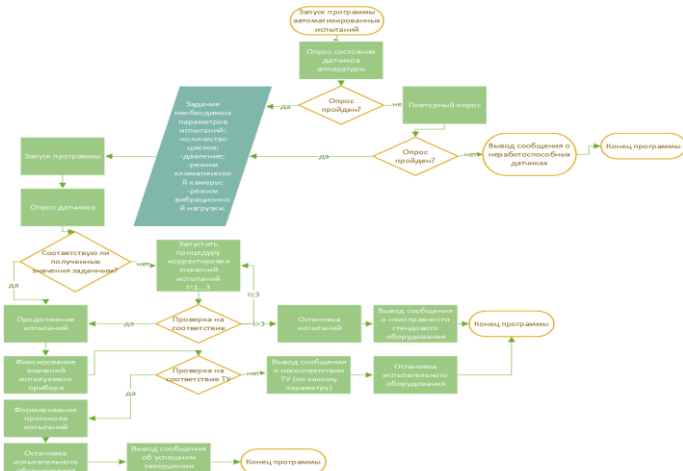 Запуск программы
автоматизированных
испытаний
Опрос состояния
датчиков
аппаратуры
Опрос
пройден?
да
не
Повторный опрос
Задание
необходимых
параметров
испытаний;
-количество
циклов;
-давление;
-режим
климатическо
й камеры;
-режим
вибрационно
й нагрузки.
Опрос
пройден?
да
нет
Вывод сообщения о
неработоспособных
датчиках
Конец программы
Запуск программы
Опрос датчиков
Соответствую ли
полученные
значения заданным?
да
нет
Запустить
процедуру
корректировки
значений
испытаний
i=1...3
i≤3
Продолжение
испытаний
да
Проверка на
соответствие
i=3
Остановка
испытаний
Вывод сообщения
о неисправности
стендового
оборудования
Конец программы
Фиксирование
значений
испытуемого
прибора
Проверка на
соответствие ТУ
да
нет
Вывод сообщения
о несоответствии
ТУ (по какому
параметру)
Остановка
испытательного
оборудования
Формирование
протокола
испытаний
Остановка
испытательного
оборудования
Вывод сообщения
об успешном
завершении
Конец программы